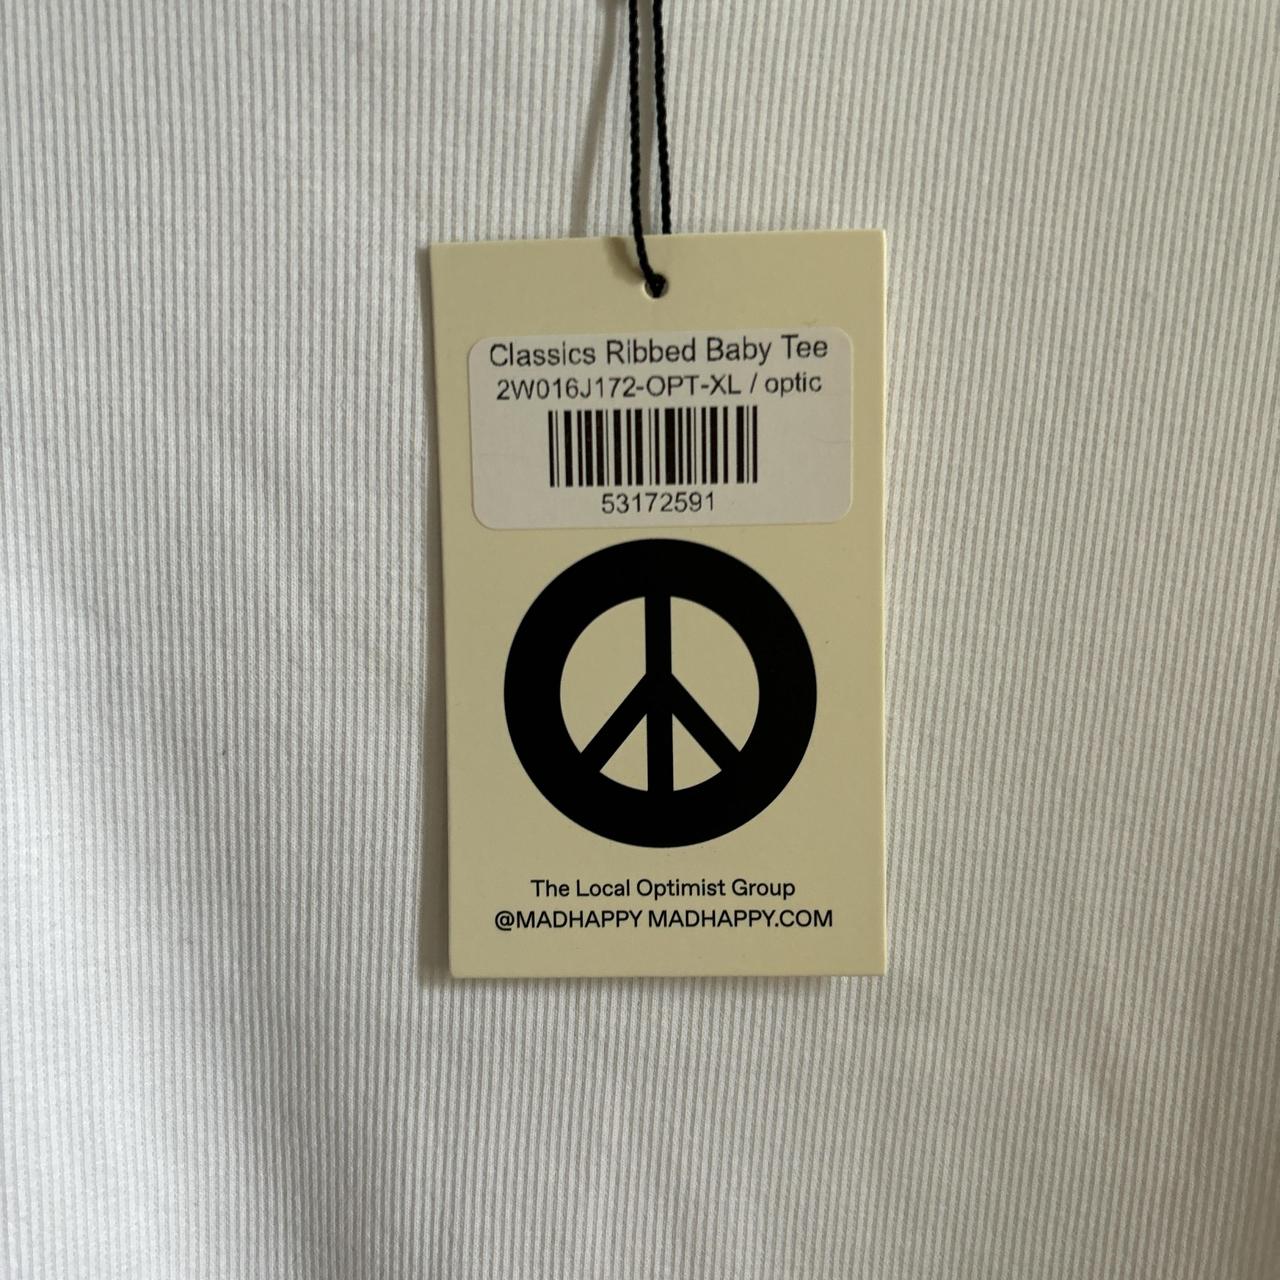 Classics Ribbed Baby Tee
2W016J172-OPT-XL / optic
53172591
The Local Optimist Group
@MADHAPPY MADHAPPY.COM